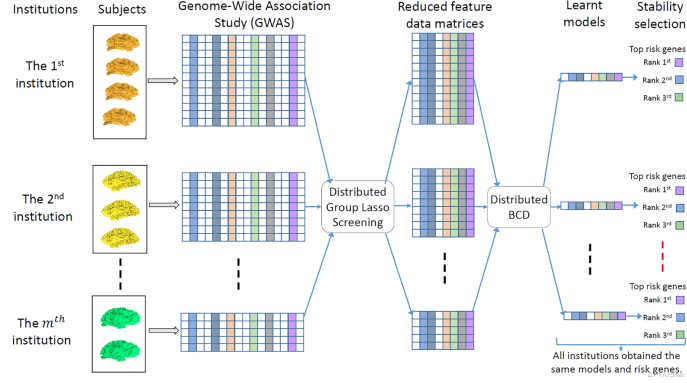 Institutions
Subjects
Genome-Wide Association
Study (GWAS)
Reduced feature
data matrices
Learnt
models
Stability
selection
The 1st
institution
Top risk genes
Rank 1st
Rank 2nd
Rank 3rd
The 2nd
institution
Distributed
Group Lasso
Screening
Distributed
BCD
Top risk genes
Rank 1st
Rank 2nd
Rank 3rd
The mth
institution
Top risk genes
Rank 1st
Rank 2nd
Rank 3rd
All institutions obtained the
same models and risk genes.